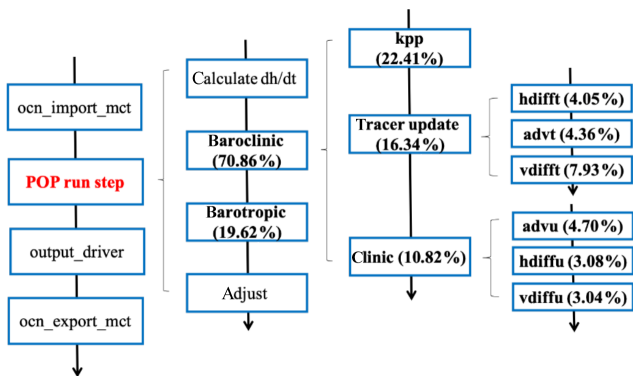 ocn_import_mct
POP run step
output_driver
ocn_export_mct
Calculate dh/dt
Baroclinic
(70.86%)
Barotropic
(19.62%)
Adjust
kpp
(22.41%)
Tracer update
(16.34%)
Clinic (10.82%)
hdifft (4.05%)
advt (4.36%)
vdifft (7.93%)
advu (4.70%)
hdiffu (3.08%)
vdiffu (3.04%)